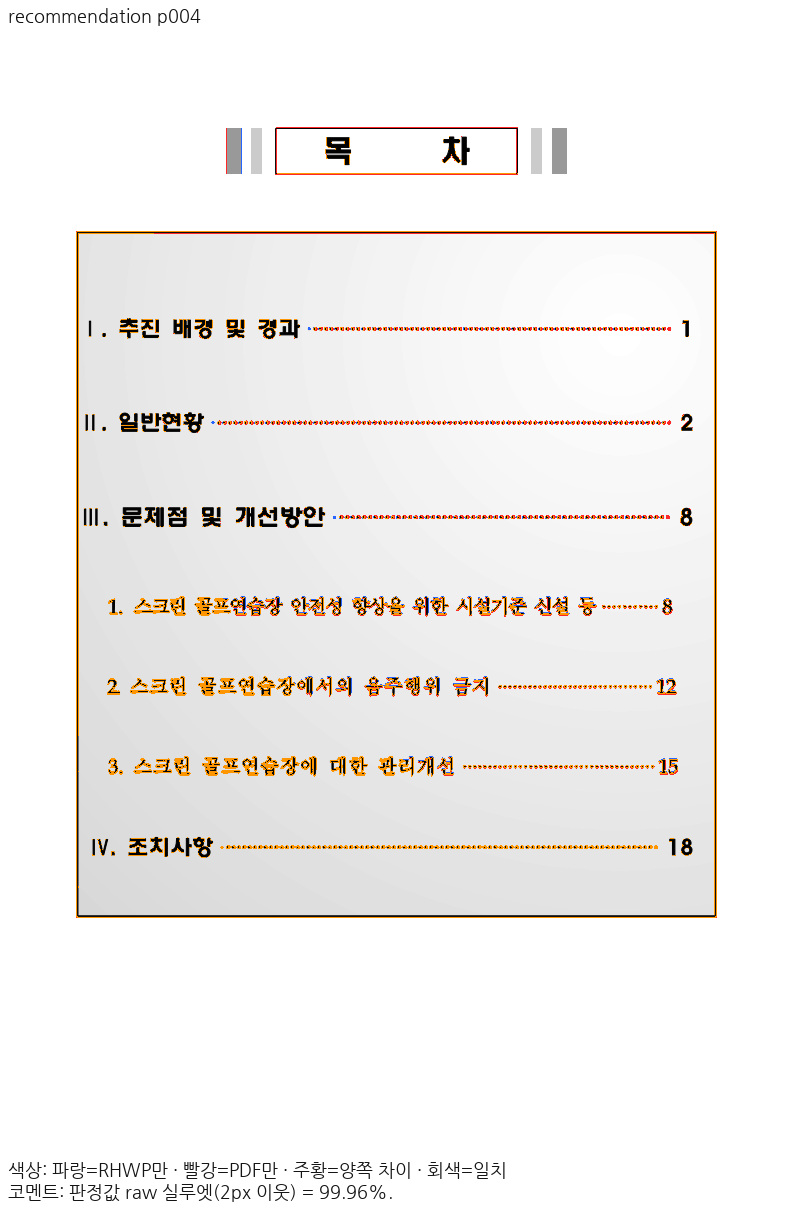 recommendation p004
목 차
Ⅰ. 추진 배경 및 경과 ························ 1
Ⅱ. 일반현황 ························ 2
Ⅲ. 문제점 및 개선방안 ························ 8
1. 스크린 골프연습장 안전성 향상을 위한 시설기준 신설 등 ·········· 8
2. 스크린 골프연습장에서의 음주행위 금지 ························ 12
3. 스크린 골프연습장에 대한 관리개선 ························ 15
Ⅳ. 조치사항 ························ 18
색상: 파랑=RHWP만 · 빨강=PDF만 · 주황=양쪽 차이 · 회색=일치
코멘트: 판정값 raw 실루엣(2px 이웃) = 99.96%.